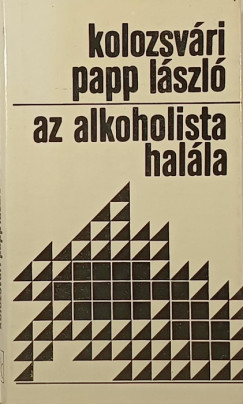 kolozsvári
papp lászló
az alkoholista
halála